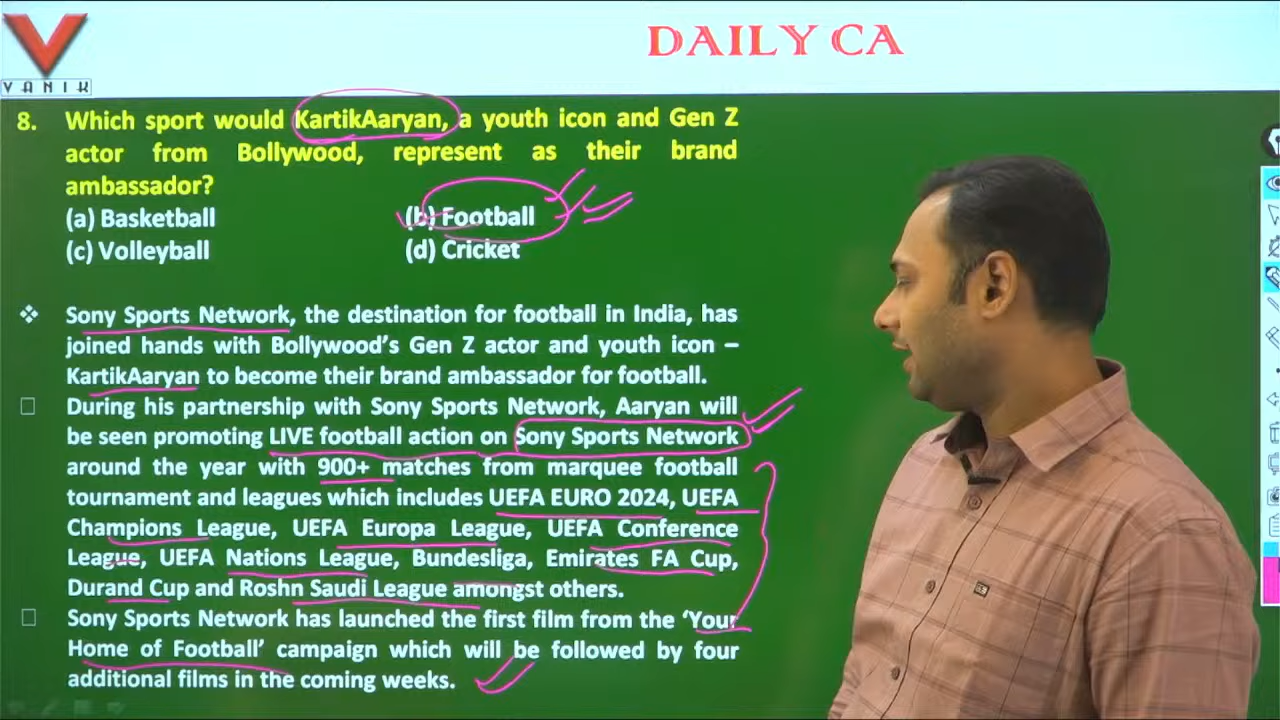 VANIK
DAILY CA
8. Which sport would KartikAaryan, a youth icon and Gen Z
actor from Bollywood, represent as their brand
ambassador?
(a) Basketball (b) Football
(c) Volleyball (d) Cricket
❖ Sony Sports Network, the destination for football in India, has
joined hands with Bollywood’s Gen Z actor and youth icon –
KartikAaryan to become their brand ambassador for football.
□ During his partnership with Sony Sports Network, Aaryan will
be seen promoting LIVE football action on Sony Sports Network
around the year with 900+ matches from marquee football
tournament and leagues which includes UEFA EURO 2024, UEFA
Champions League, UEFA Europa League, UEFA Conference
League, UEFA Nations League, Bundesliga, Emirates FA Cup,
Durand Cup and Roshn Saudi League amongst others.
□ Sony Sports Network has launched the first film from the ‘Your
Home of Football’ campaign which will be followed by four
additional films in the coming weeks.